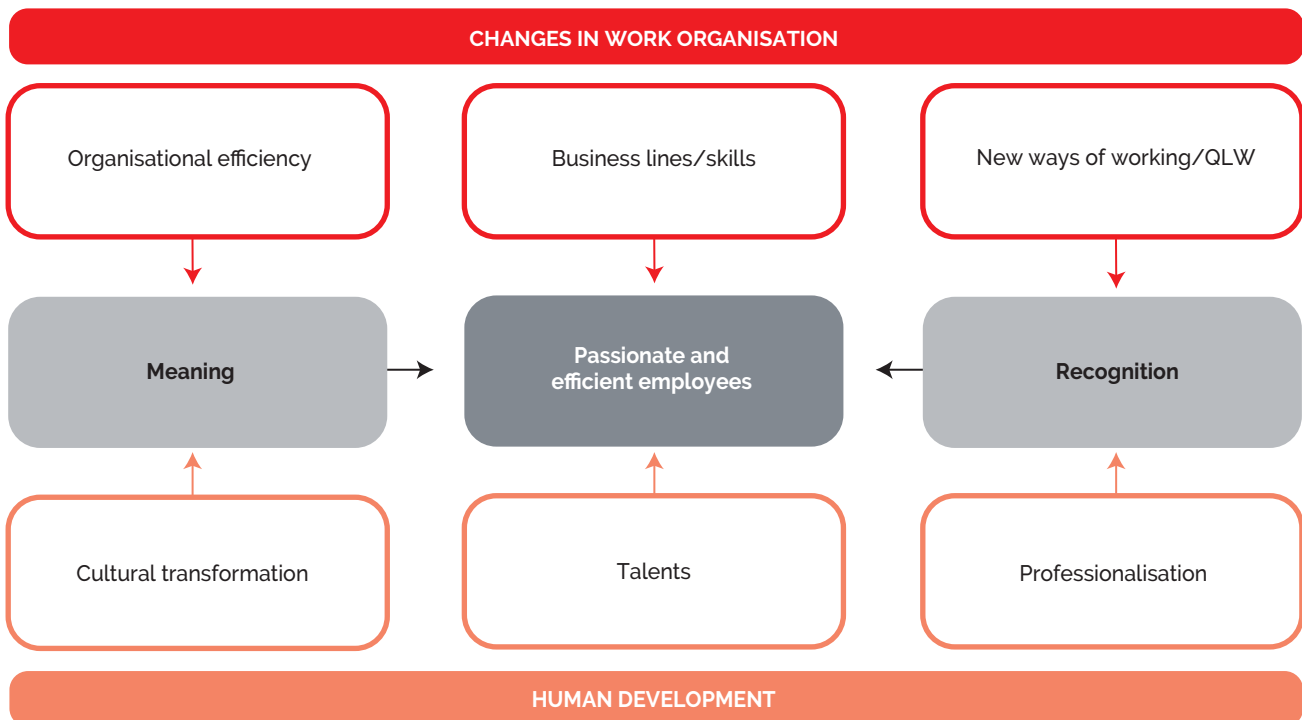 CHANGES IN WORK ORGANISATION
Organisational efficiency
Business lines/skills
New ways of working/QLW
Meaning
Passionate and
efficient employees
Recognition
Cultural transformation
Talents
Professionalisation
HUMAN DEVELOPMENT